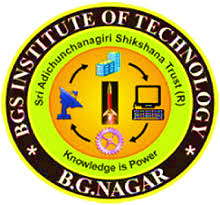 BGS INSTITUTE OF TECHNOLOGY
Sri Adichunchanagiri Shikshana Trust (R)
Knowledge is Power
* B.G.NAGAR *